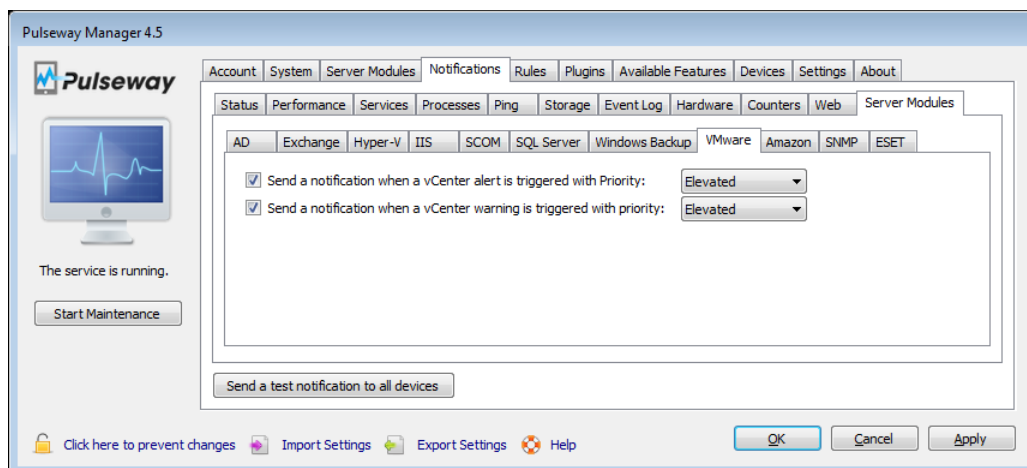 Pulseway Manager 4.5
Pulseway
Account System Server Modules Notifications Rules Plugins Available Features Devices Settings About
Status Performance Services Processes Ping Storage Event Log Hardware Counters Web Server Modules
AD Exchange Hyper-V IIS SCOM SQL Server Windows Backup VMware Amazon SNMP ESET
Send a notification when a vCenter alert is triggered with Priority: Elevated
Send a notification when a vCenter warning is triggered with priority: Elevated
The service is running.
Start Maintenance
Send a test notification to all devices
Click here to prevent changes Import Settings Export Settings Help OK Cancel Apply